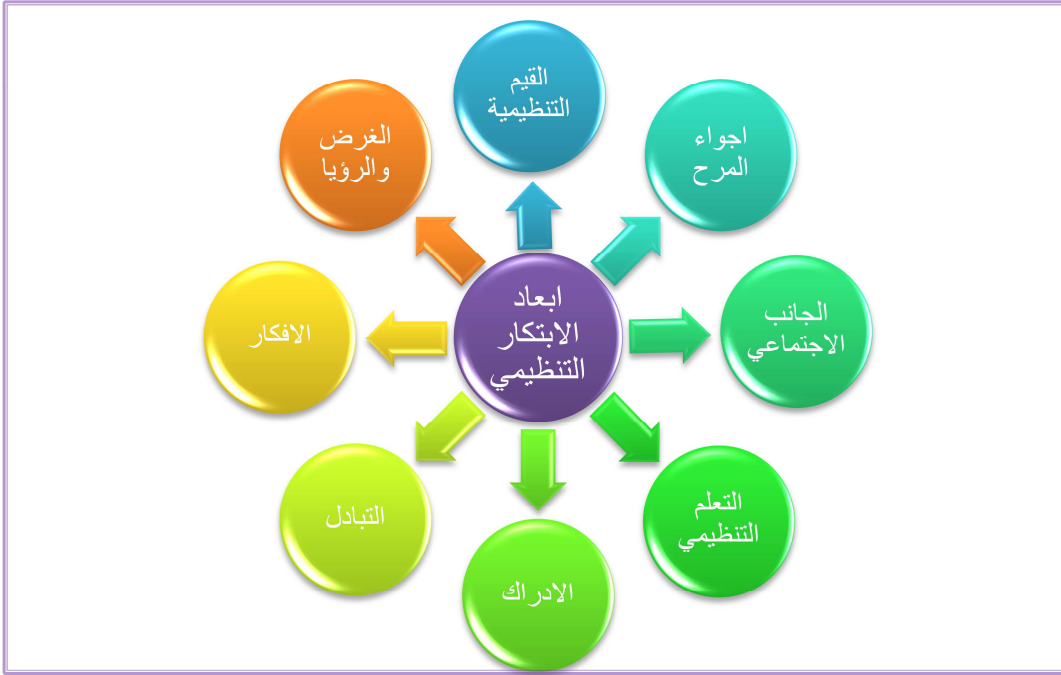 القيم
التنظيمية
اجواء
المرح
الجانب
الاجتماعي
التعلم
التنظيمي
الادراك
التبادل
الافكار
الغرض
والرؤيا
ابعاد
الابتكار
التنظيمي